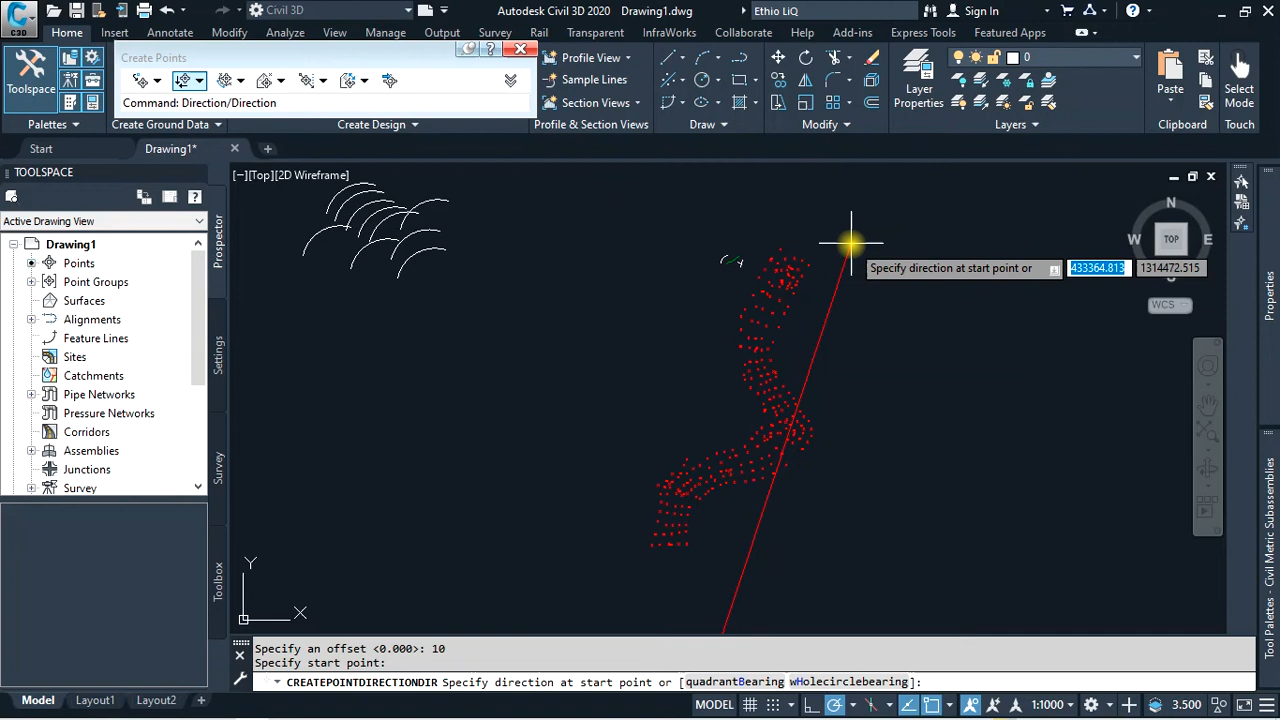 Civil 3D
Autodesk Civil 3D 2020 Drawing1.dwg
Ethio LiQ
Sign In
C3D
Home Insert Annotate Modify Analyze View Manage Output Survey Rail Transparent InfraWorks Collaborate Help Add-ins Featured Apps
Toolspace
Palettes
Create Points
Command: Direction/Direction
Create Ground Data
Create Design
Profile View
Sample Lines
Section Views
Profile & Section Views
Draw
Modify
Layer
Properties
0
Layers
Paste
Clipboard
Select
Mode
Touch
Start
Drawing1*
TOOLSPACE
Active Drawing View
Drawing1
Points
Point Groups
Surfaces
Alignments
Feature Lines
Sites
Catchments
Pipe Networks
Pressure Networks
Corridors
Assemblies
Junctions
Survey
Prospector
Settings
Survey
Toolbox
[−][Top][2D Wireframe]
N
W TOP E
S
WCS
Specify direction at start point or 433364.813 1314472.515
Y
X
Properties
Tool Palettes - Civil Metric Subassemblies
Specify an offset <0.000>: 10
Specify start point:
CREATEPOINTDIRECTIONDIR Specify direction at start point or [quadrantBearing wHolecirclebearing]:
Model Layout1 Layout2
MODEL 1:1000 3.500